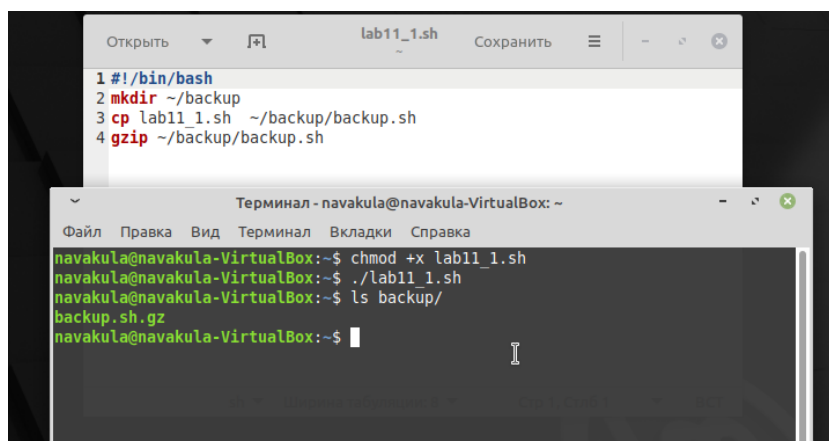 Открыть lab11_1.sh Сохранить
~
1 #!/bin/bash
2 mkdir ~/backup
3 cp lab11_1.sh  ~/backup/backup.sh
4 gzip ~/backup/backup.sh
Терминал - navakula@navakula-VirtualBox: ~
Файл Правка Вид Терминал Вкладки Справка
navakula@navakula-VirtualBox:~$ chmod +x lab11_1.sh
navakula@navakula-VirtualBox:~$ ./lab11_1.sh
navakula@navakula-VirtualBox:~$ ls backup/
backup.sh.gz
navakula@navakula-VirtualBox:~$